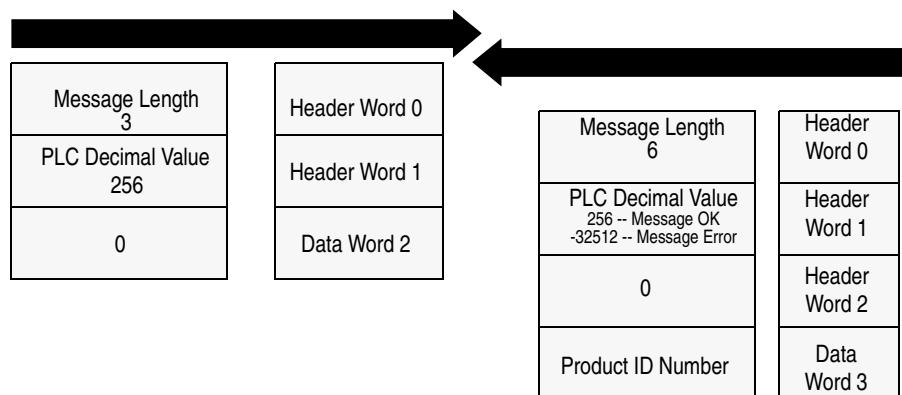 Message Length
3
Header Word 0
PLC Decimal Value
256
Header Word 1
0
Data Word 2
Message Length
6
Header
Word 0
PLC Decimal Value
256 -- Message OK
-32512 -- Message Error
Header
Word 1
0
Header
Word 2
Product ID Number
Data
Word 3